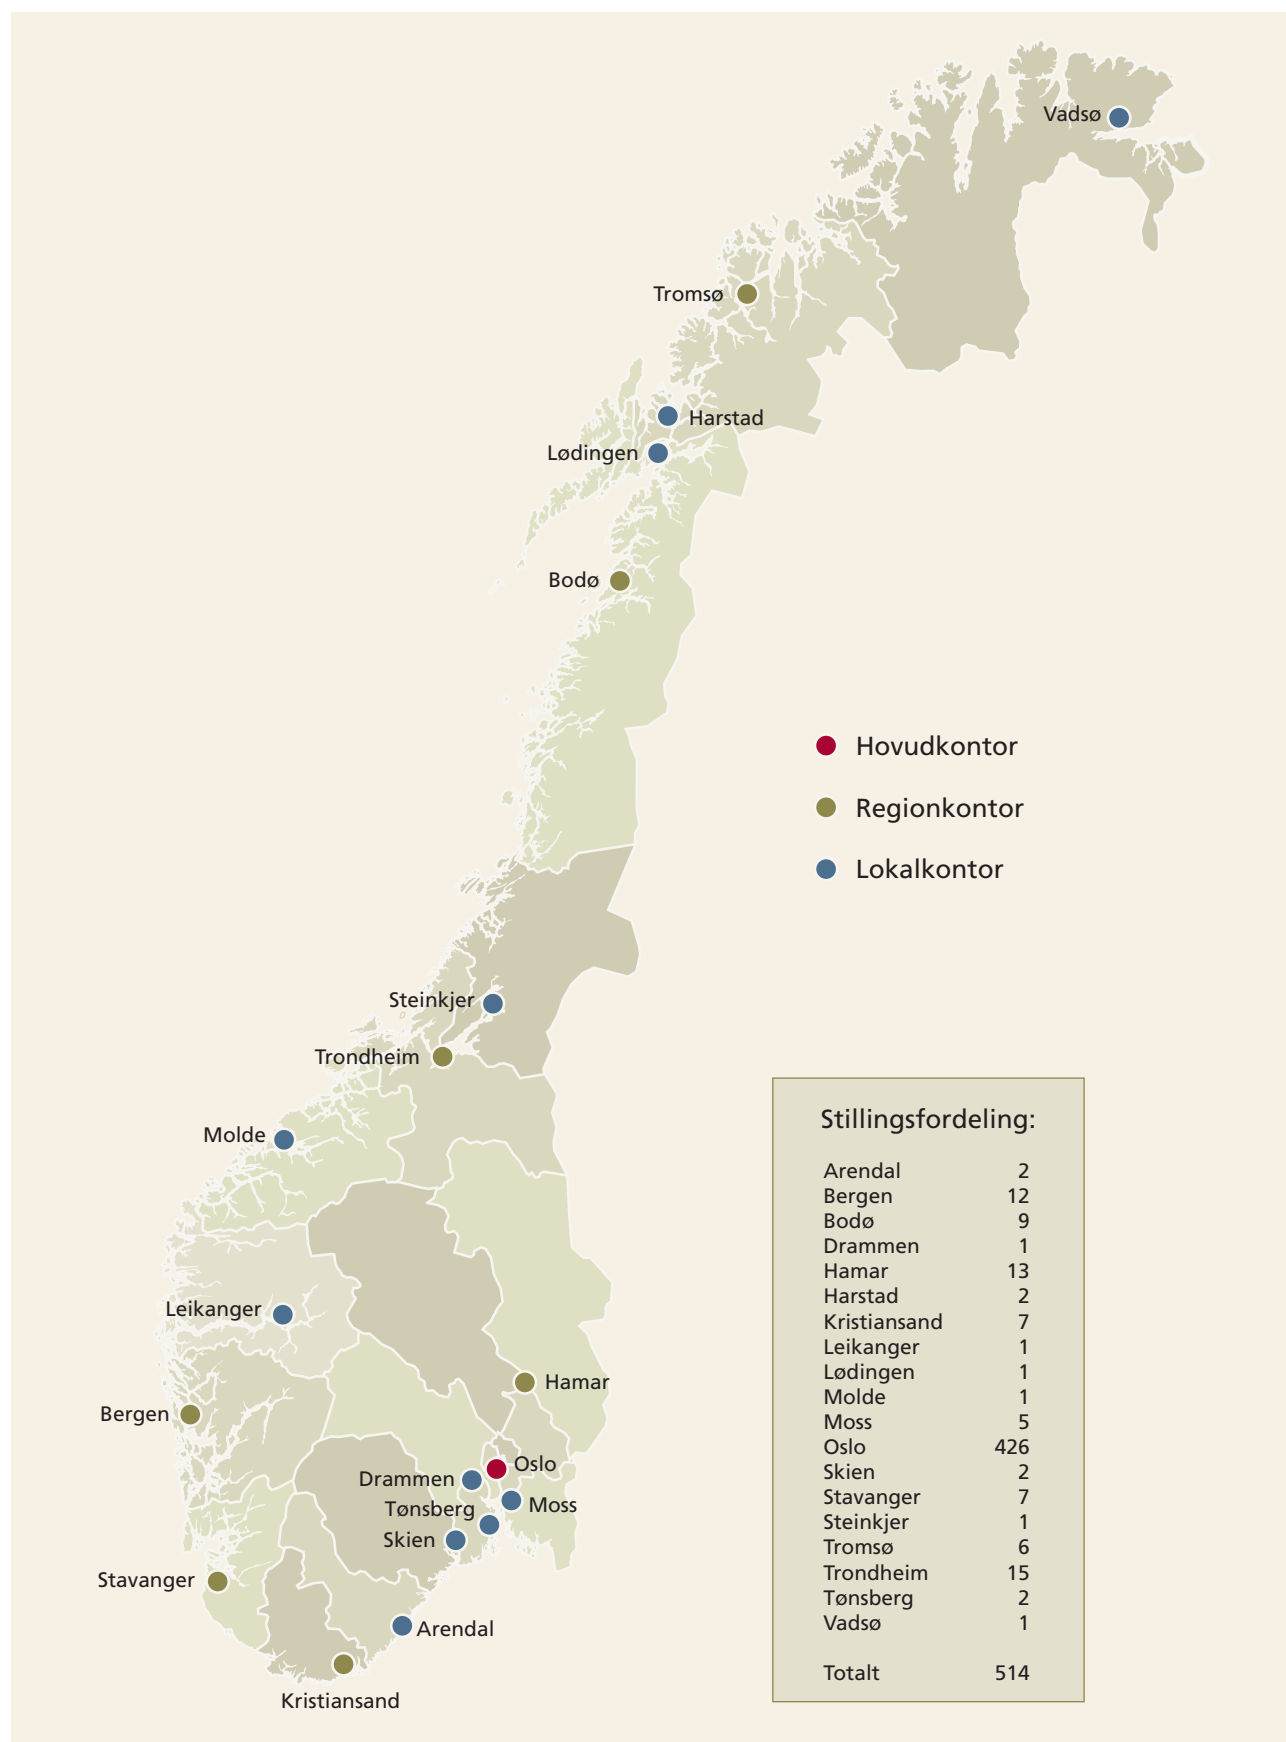 Vadsø
Tromsø
Harstad
Lødingen
Bodø
Hovudkontor
Regionkontor
Lokalkontor
Steinkjer
Trondheim
Molde
Leikanger
Hamar
Bergen
Oslo
Drammen
Moss
Tønsberg
Skien
Stavanger
Arendal
Kristiansand
Stillingsfordeling:
Arendal 2
Bergen 12
Bodø 9
Drammen 1
Hamar 13
Harstad 2
Kristiansand 7
Leikanger 1
Lødingen 1
Molde 1
Moss 5
Oslo 426
Skien 2
Stavanger 7
Steinkjer 1
Tromsø 6
Trondheim 15
Tønsberg 2
Vadsø 1
Totalt 514